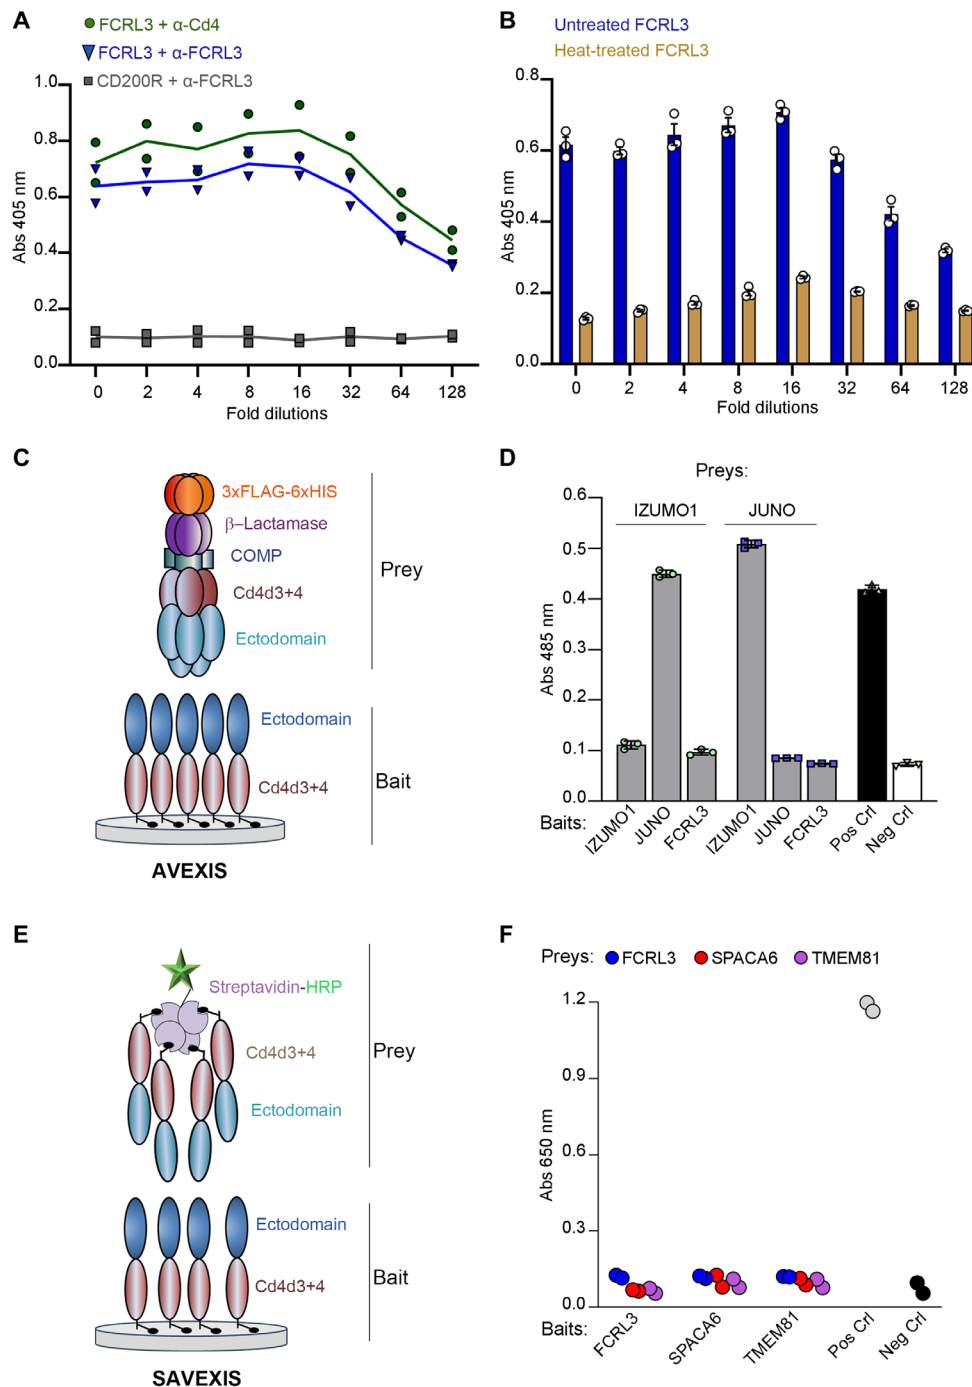 A
FCRL3 + α-Cd4
FCRL3 + α-FCRL3
CD200R + α-FCRL3
1.0
0.8
0.6
0.4
0.2
0.0
Abs 405 nm
0 2 4 8 16 32 64 128
Fold dilutions
B
Untreated FCRL3
Heat-treated FCRL3
0.8
0.6
0.4
0.2
0.0
Abs 405 nm
0 2 4 8 16 32 64 128
Fold dilutions
C
3xFLAG-6xHIS
β–Lactamase
COMP
Cd4d3+4
Ectodomain
Prey
Ectodomain
Cd4d3+4
Bait
AVEXIS
D
Preys:
IZUMO1 JUNO
0.6
0.5
0.4
0.3
0.2
0.1
0.0
Abs 485 nm
Baits:
IZUMO1 JUNO FCRL3 IZUMO1 JUNO FCRL3 Pos Crl Neg Crl
E
Streptavidin-HRP
Cd4d3+4
Ectodomain
Prey
Ectodomain
Cd4d3+4
Bait
SAVEXIS
F
Preys: FCRL3 SPACA6 TMEM81
1.2
0.9
0.6
0.3
0.0
Abs 650 nm
Baits:
FCRL3 SPACA6 TMEM81 Pos Crl Neg Crl